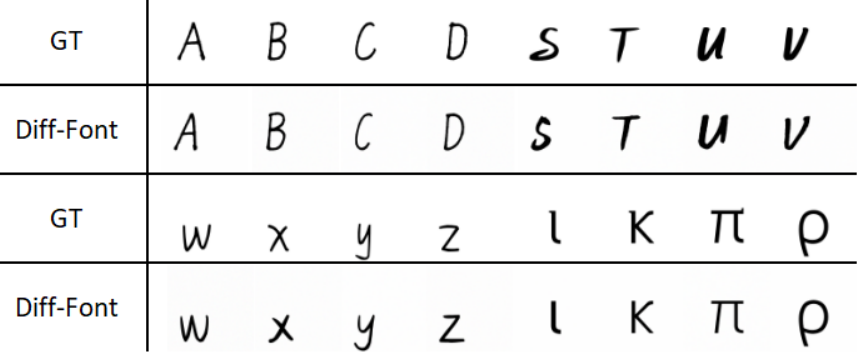 GT A B C D S T U V
Diff-Font A B C D S T U V
GT w x y z ι κ π ρ
Diff-Font w x y z ι κ π ρ